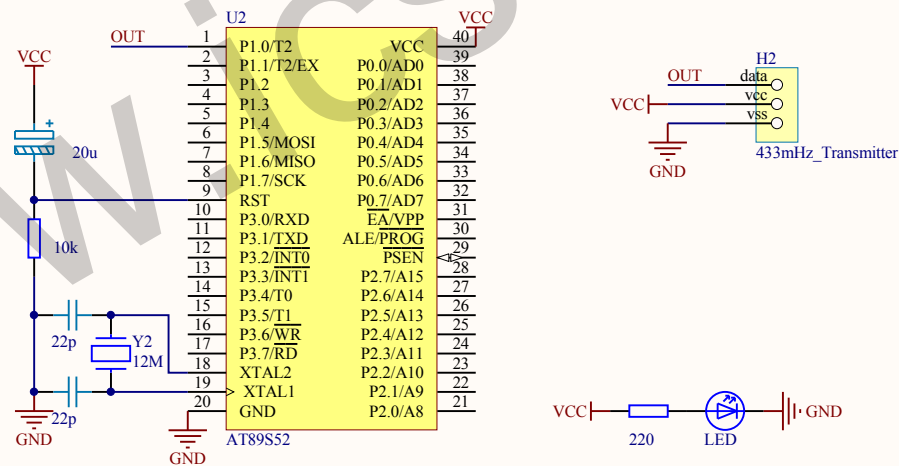 U2
VCC
OUT 1 P1.0/T2 VCC 40
2 P1.1/T2/EX P0.0/AD0 39
3 P1.2 P0.1/AD1 38
4 P1.3 P0.2/AD2 37
5 P1.4 P0.3/AD3 36
6 P1.5/MOSI P0.4/AD4 35
7 P1.6/MISO P0.5/AD5 34
8 P1.7/SCK P0.6/AD6 33
9 RST P0.7/AD7 32
10 P3.0/RXD EA/VPP 31
11 P3.1/TXD ALE/PROG 30
12 P3.2/INT0 PSEN 29
13 P3.3/INT1 P2.7/A15 28
14 P3.4/T0 P2.6/A14 27
15 P3.5/T1 P2.5/A13 26
16 P3.6/WR P2.4/A12 25
17 P3.7/RD P2.3/A11 24
18 XTAL2 P2.2/A10 23
19 XTAL1 P2.1/A9 22
20 GND P2.0/A8 21
AT89S52
GND
VCC
+
20u
10k
22p
Y2
12M
22p
GND
H2
OUT data
VCC vcc
vss
GND
433mHz_Transmitter
VCC
220
LED
GND
w.ics